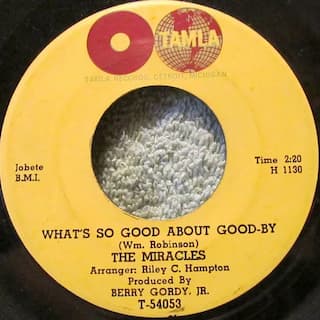 TAMLA
TAMLA RECORDS, DETROIT, MICHIGAN
Jobete
B.M.I.
Time 2:20
H 1130
WHAT'S SO GOOD ABOUT GOOD-BY
(Wm. Robinson)
THE MIRACLES
Arranger: Riley C. Hampton
Produced By
BERRY GORDY, JR.
T-54053